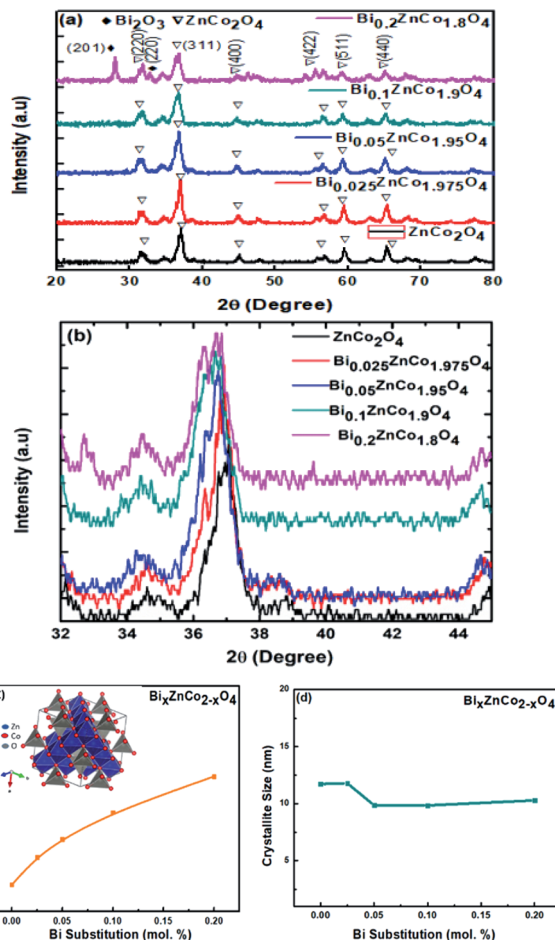 (a) ◆Bi2O3 ▽ZnCo2O4
Bi0.2ZnCo1.8O4
(201)◆
▽(220)
◆(220)
▽(311)
▽(400)
▽(422)
▽(511)
▽(440)
Bi0.1ZnCo1.9O4
Bi0.05ZnCo1.95O4
Bi0.025ZnCo1.975O4
ZnCo2O4
Intensity (a.u)
20 30 40 50 60 70 80
2θ (Degree)
(b)
ZnCo2O4
Bi0.025ZnCo1.975O4
Bi0.05ZnCo1.95O4
Bi0.1ZnCo1.9O4
Bi0.2ZnCo1.8O4
Intensity (a.u)
32 34 36 38 40 42 44
2θ (Degree)
BixZnCo2-xO4
Zn
Co
O
0.00 0.05 0.10 0.15 0.20
Bi Substitution (mol. %)
(d) BixZnCo2-xO4
Crystallite Size (nm)
20
15
10
5
0.00 0.05 0.10 0.15 0.20
Bi Substitution (mol. %)